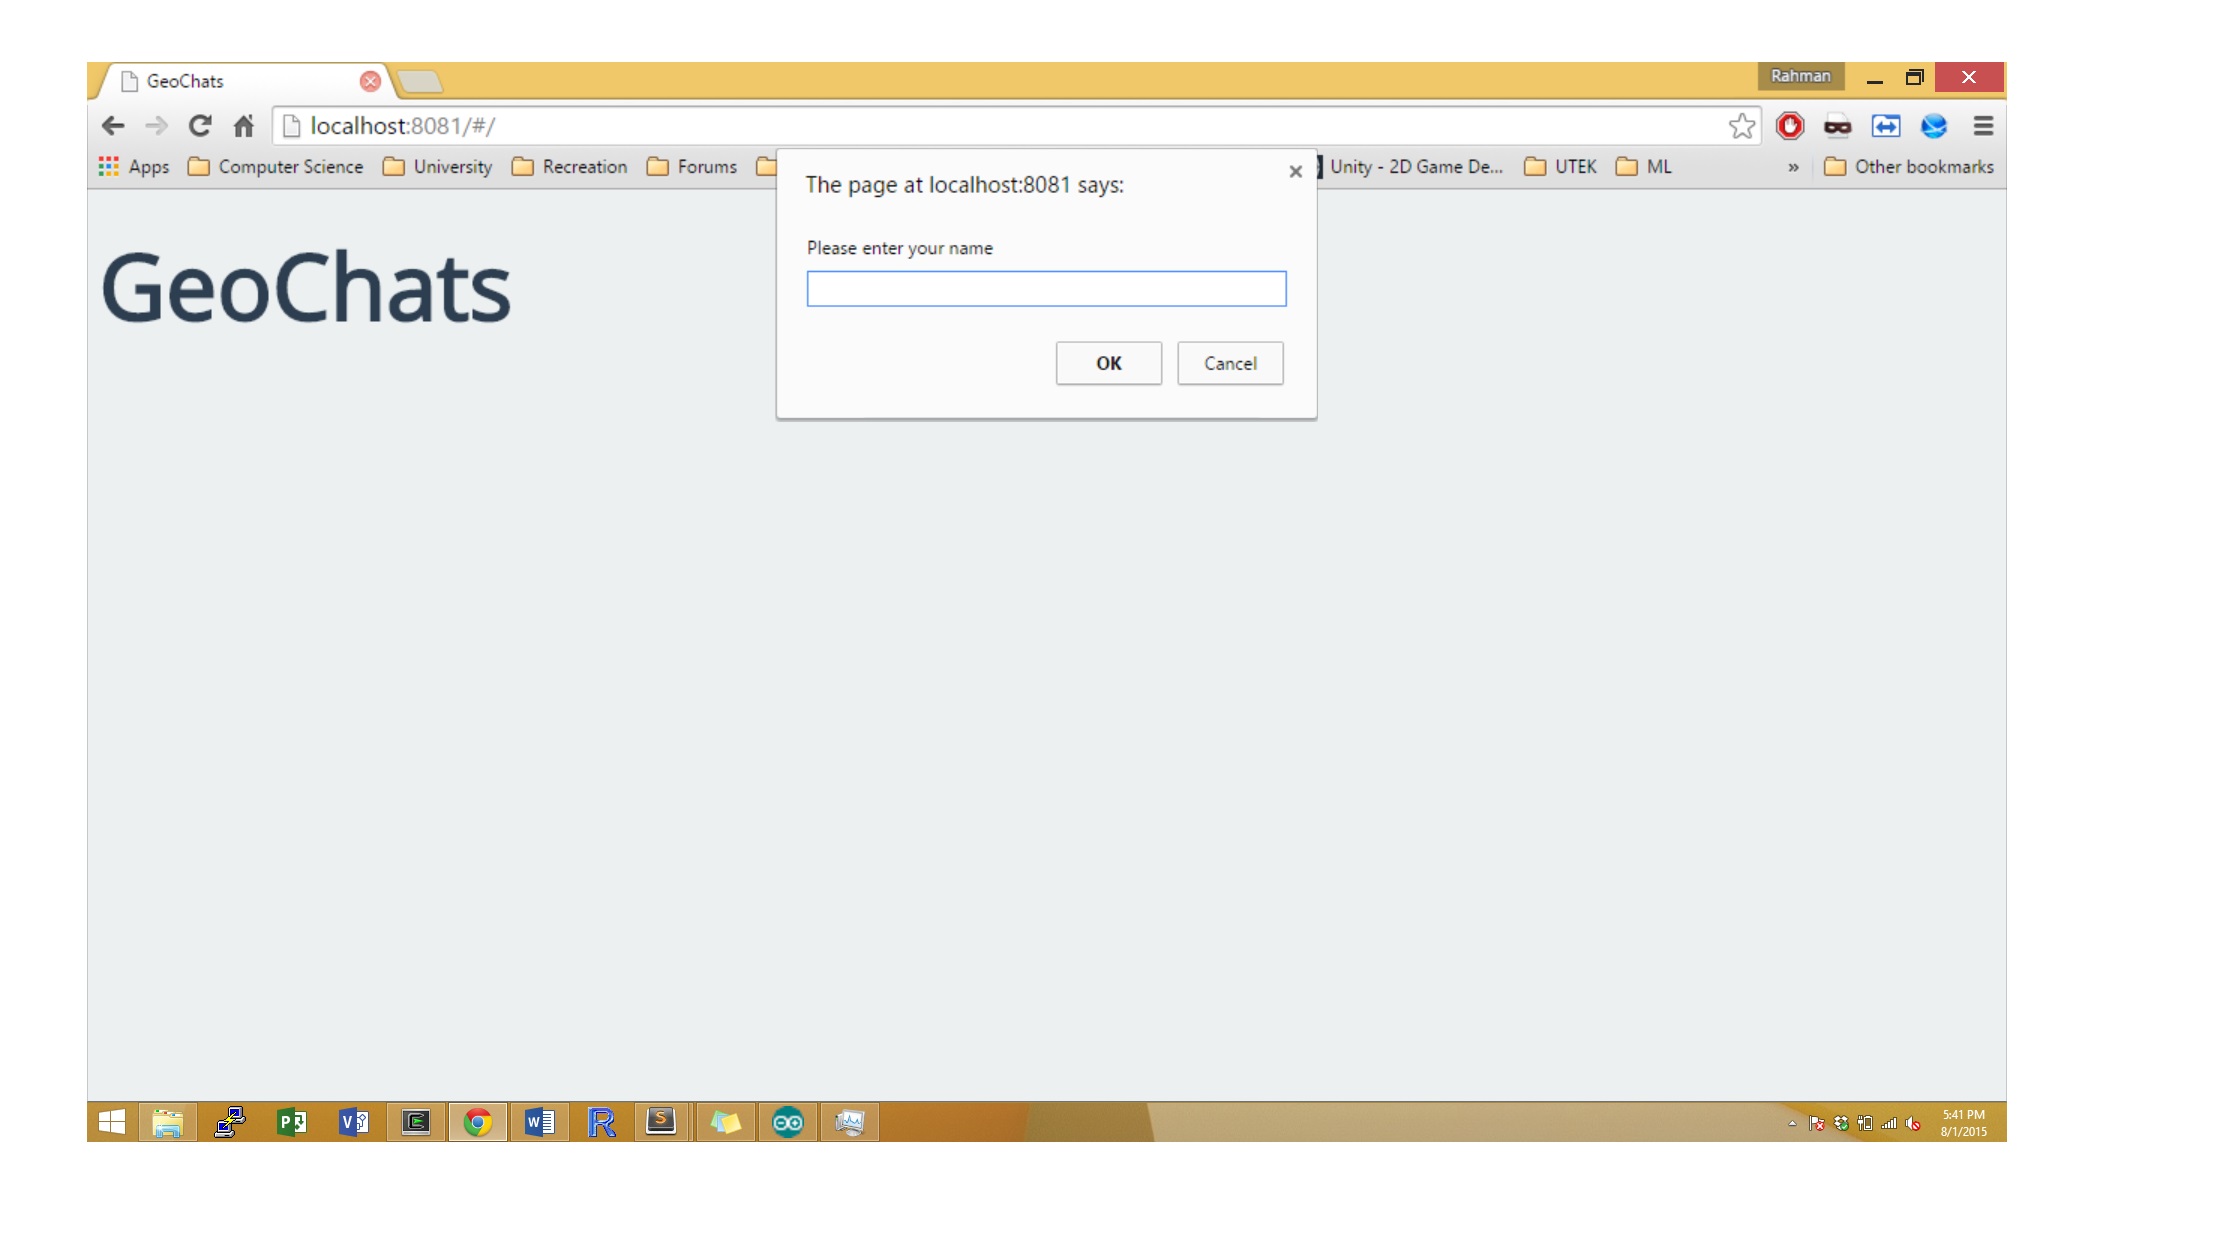 GeoChats
Rahman
localhost:8081/#/
Apps Computer Science University Recreation Forums Unity - 2D Game De... UTEK ML » Other bookmarks
The page at localhost:8081 says:
Please enter your name
OK Cancel
GeoChats
5:41 PM
8/1/2015